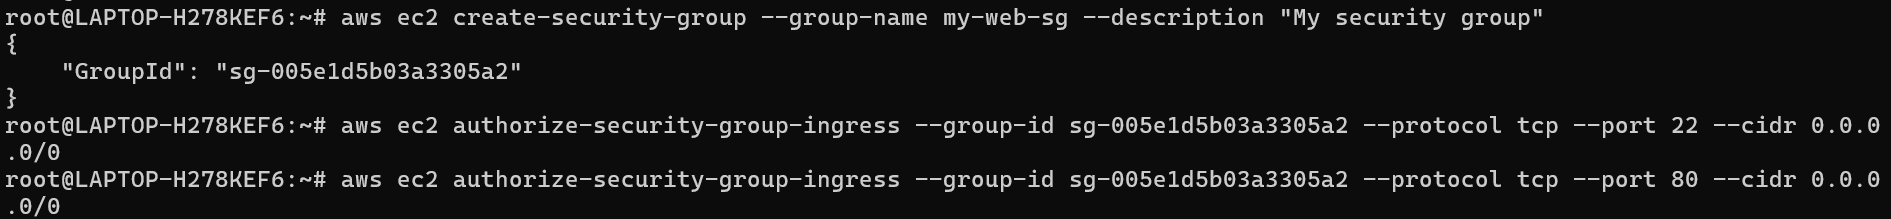 root@LAPTOP-H278KEF6:~# aws ec2 create-security-group --group-name my-web-sg --description "My security group"
{
    "GroupId": "sg-005e1d5b03a3305a2"
}
root@LAPTOP-H278KEF6:~# aws ec2 authorize-security-group-ingress --group-id sg-005e1d5b03a3305a2 --protocol tcp --port 22 --cidr 0.0.0
.0/0
root@LAPTOP-H278KEF6:~# aws ec2 authorize-security-group-ingress --group-id sg-005e1d5b03a3305a2 --protocol tcp --port 80 --cidr 0.0.0
.0/0